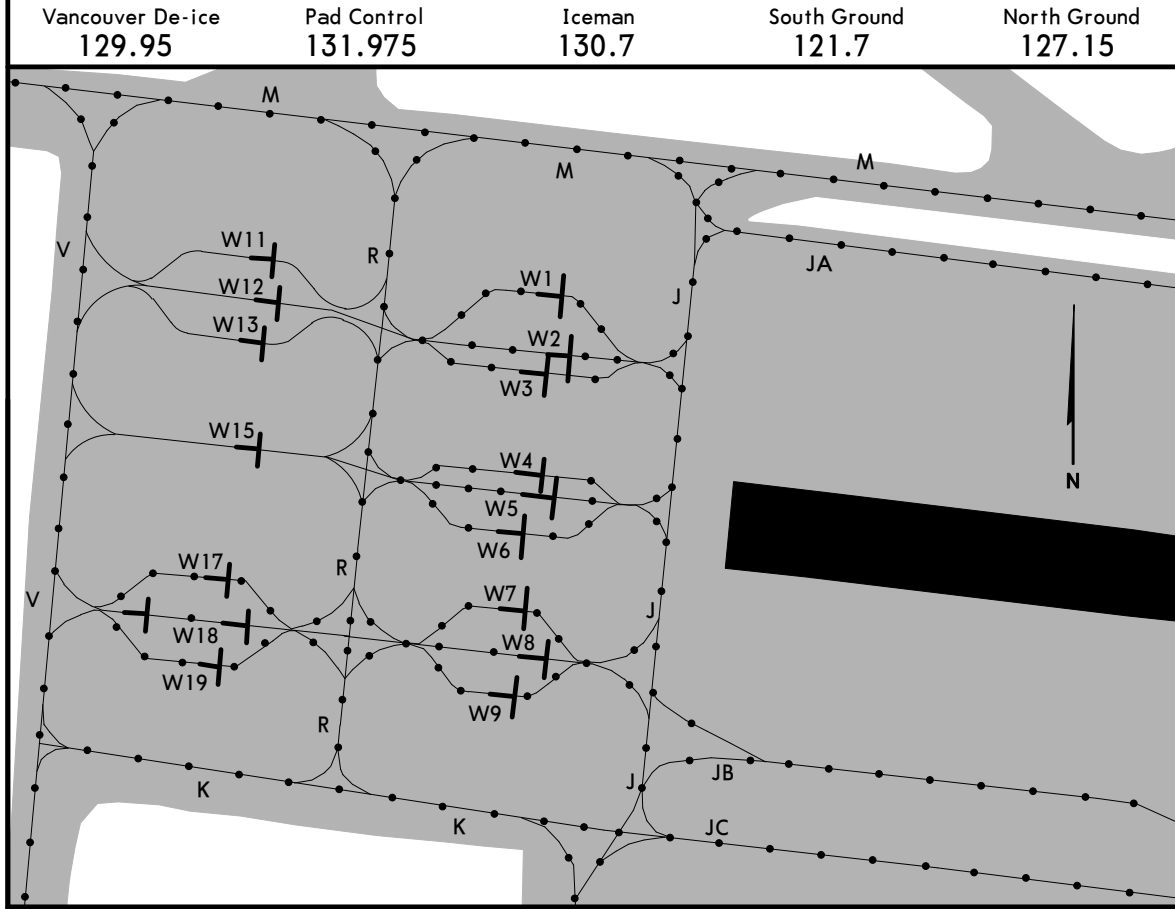 Vancouver De-ice Pad Control Iceman South Ground North Ground
129.95 131.975 130.7 121.7 127.15
M
M
M
V
W11
R
JA
W12
W1
J
W13
W2
W3
W15
W4
W5
N
W6
W17
R
W7
V
W18
W8
J
W19
W9
R
JB
J
K
K
JC